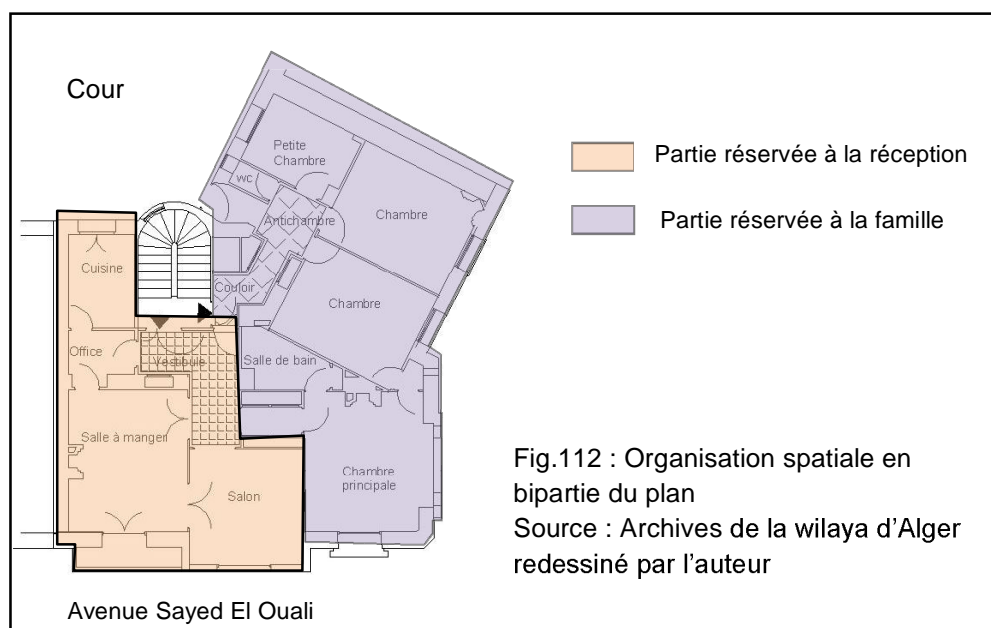 Cour
Petite
Chambre
wc
Chambre
Antichambre
Cuisine
Couloir
Chambre
Office
Vestibule
Salle de bain
Salle à manger
Chambre
principale
Salon
Avenue Sayed El Ouali
Partie réservée à la réception
Partie réservée à la famille
Fig.112 : Organisation spatiale en
bipartie du plan
Source : Archives de la wilaya d’Alger
redessiné par l’auteur